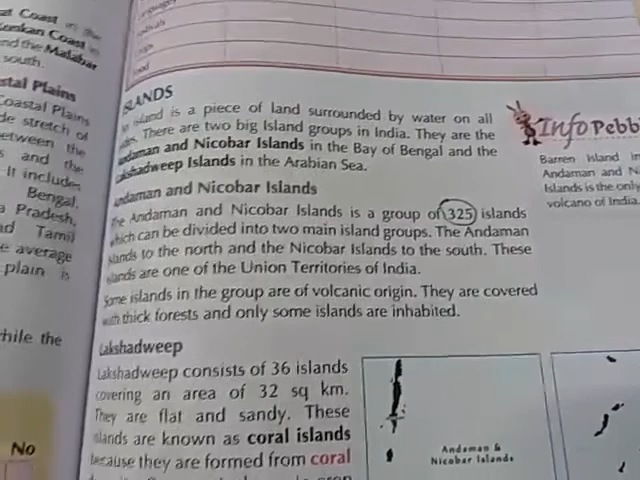 Coast in the
Konkan Coast in
and the Malabar
south.
Coastal Plains
Coastal Plains
stretch of
between the
and the
It includes
Bengal,
Pradesh,
and Tamil
average
plain is
while the
No
ISLANDS
island is a piece of land surrounded by water on all
There are two big Island groups in India. They are the
Andaman and Nicobar Islands in the Bay of Bengal and the
Lakshadweep Islands in the Arabian Sea.
Andaman and Nicobar Islands
The Andaman and Nicobar Islands is a group of 325 islands
which can be divided into two main island groups. The Andaman
Islands to the north and the Nicobar Islands to the south. These
islands are one of the Union Territories of India.
Some islands in the group are of volcanic origin. They are covered
with thick forests and only some islands are inhabited.
Lakshadweep
Lakshadweep consists of 36 islands
covering an area of 32 sq km.
They are flat and sandy. These
islands are known as coral islands
because they are formed from coral
Andaman &
Nicobar Islands
Info Pebb
Barren Island in
Andaman and N
Islands is the only
volcano of India.